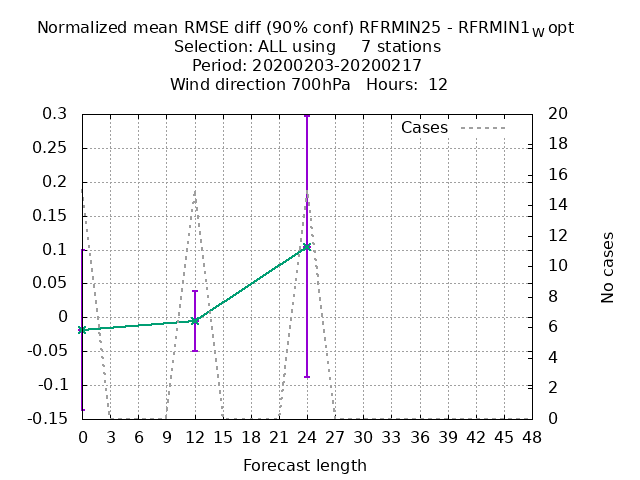 Normalized mean RMSE diff (90% conf) RFRMIN25 - RFRMIN1wopt
Selection: ALL using 7 stations
Period: 20200203-20200217
Wind direction 700hPa Hours: 12
Cases
0.3
0.25
0.2
0.15
0.1
0.05
0
-0.05
-0.1
-0.15
20
18
16
14
12
10
8
6
4
2
0
No cases
0 3 6 9 12 15 18 21 24 27 30 33 36 39 42 45 48
Forecast length